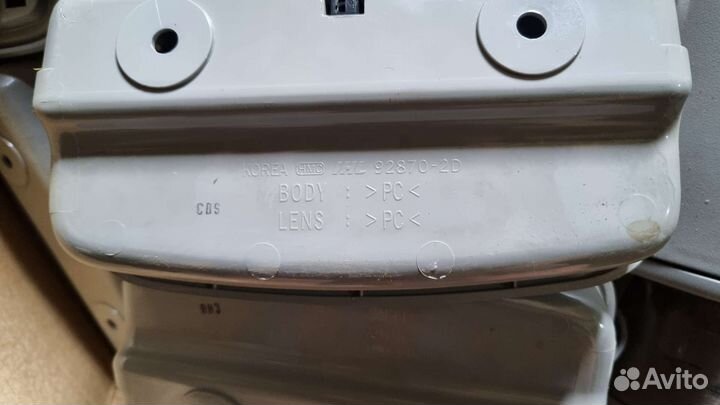 KOREA HMC IHL 92870-2D
BODY : >PC<
LENS : >PC<
CDS
Avito